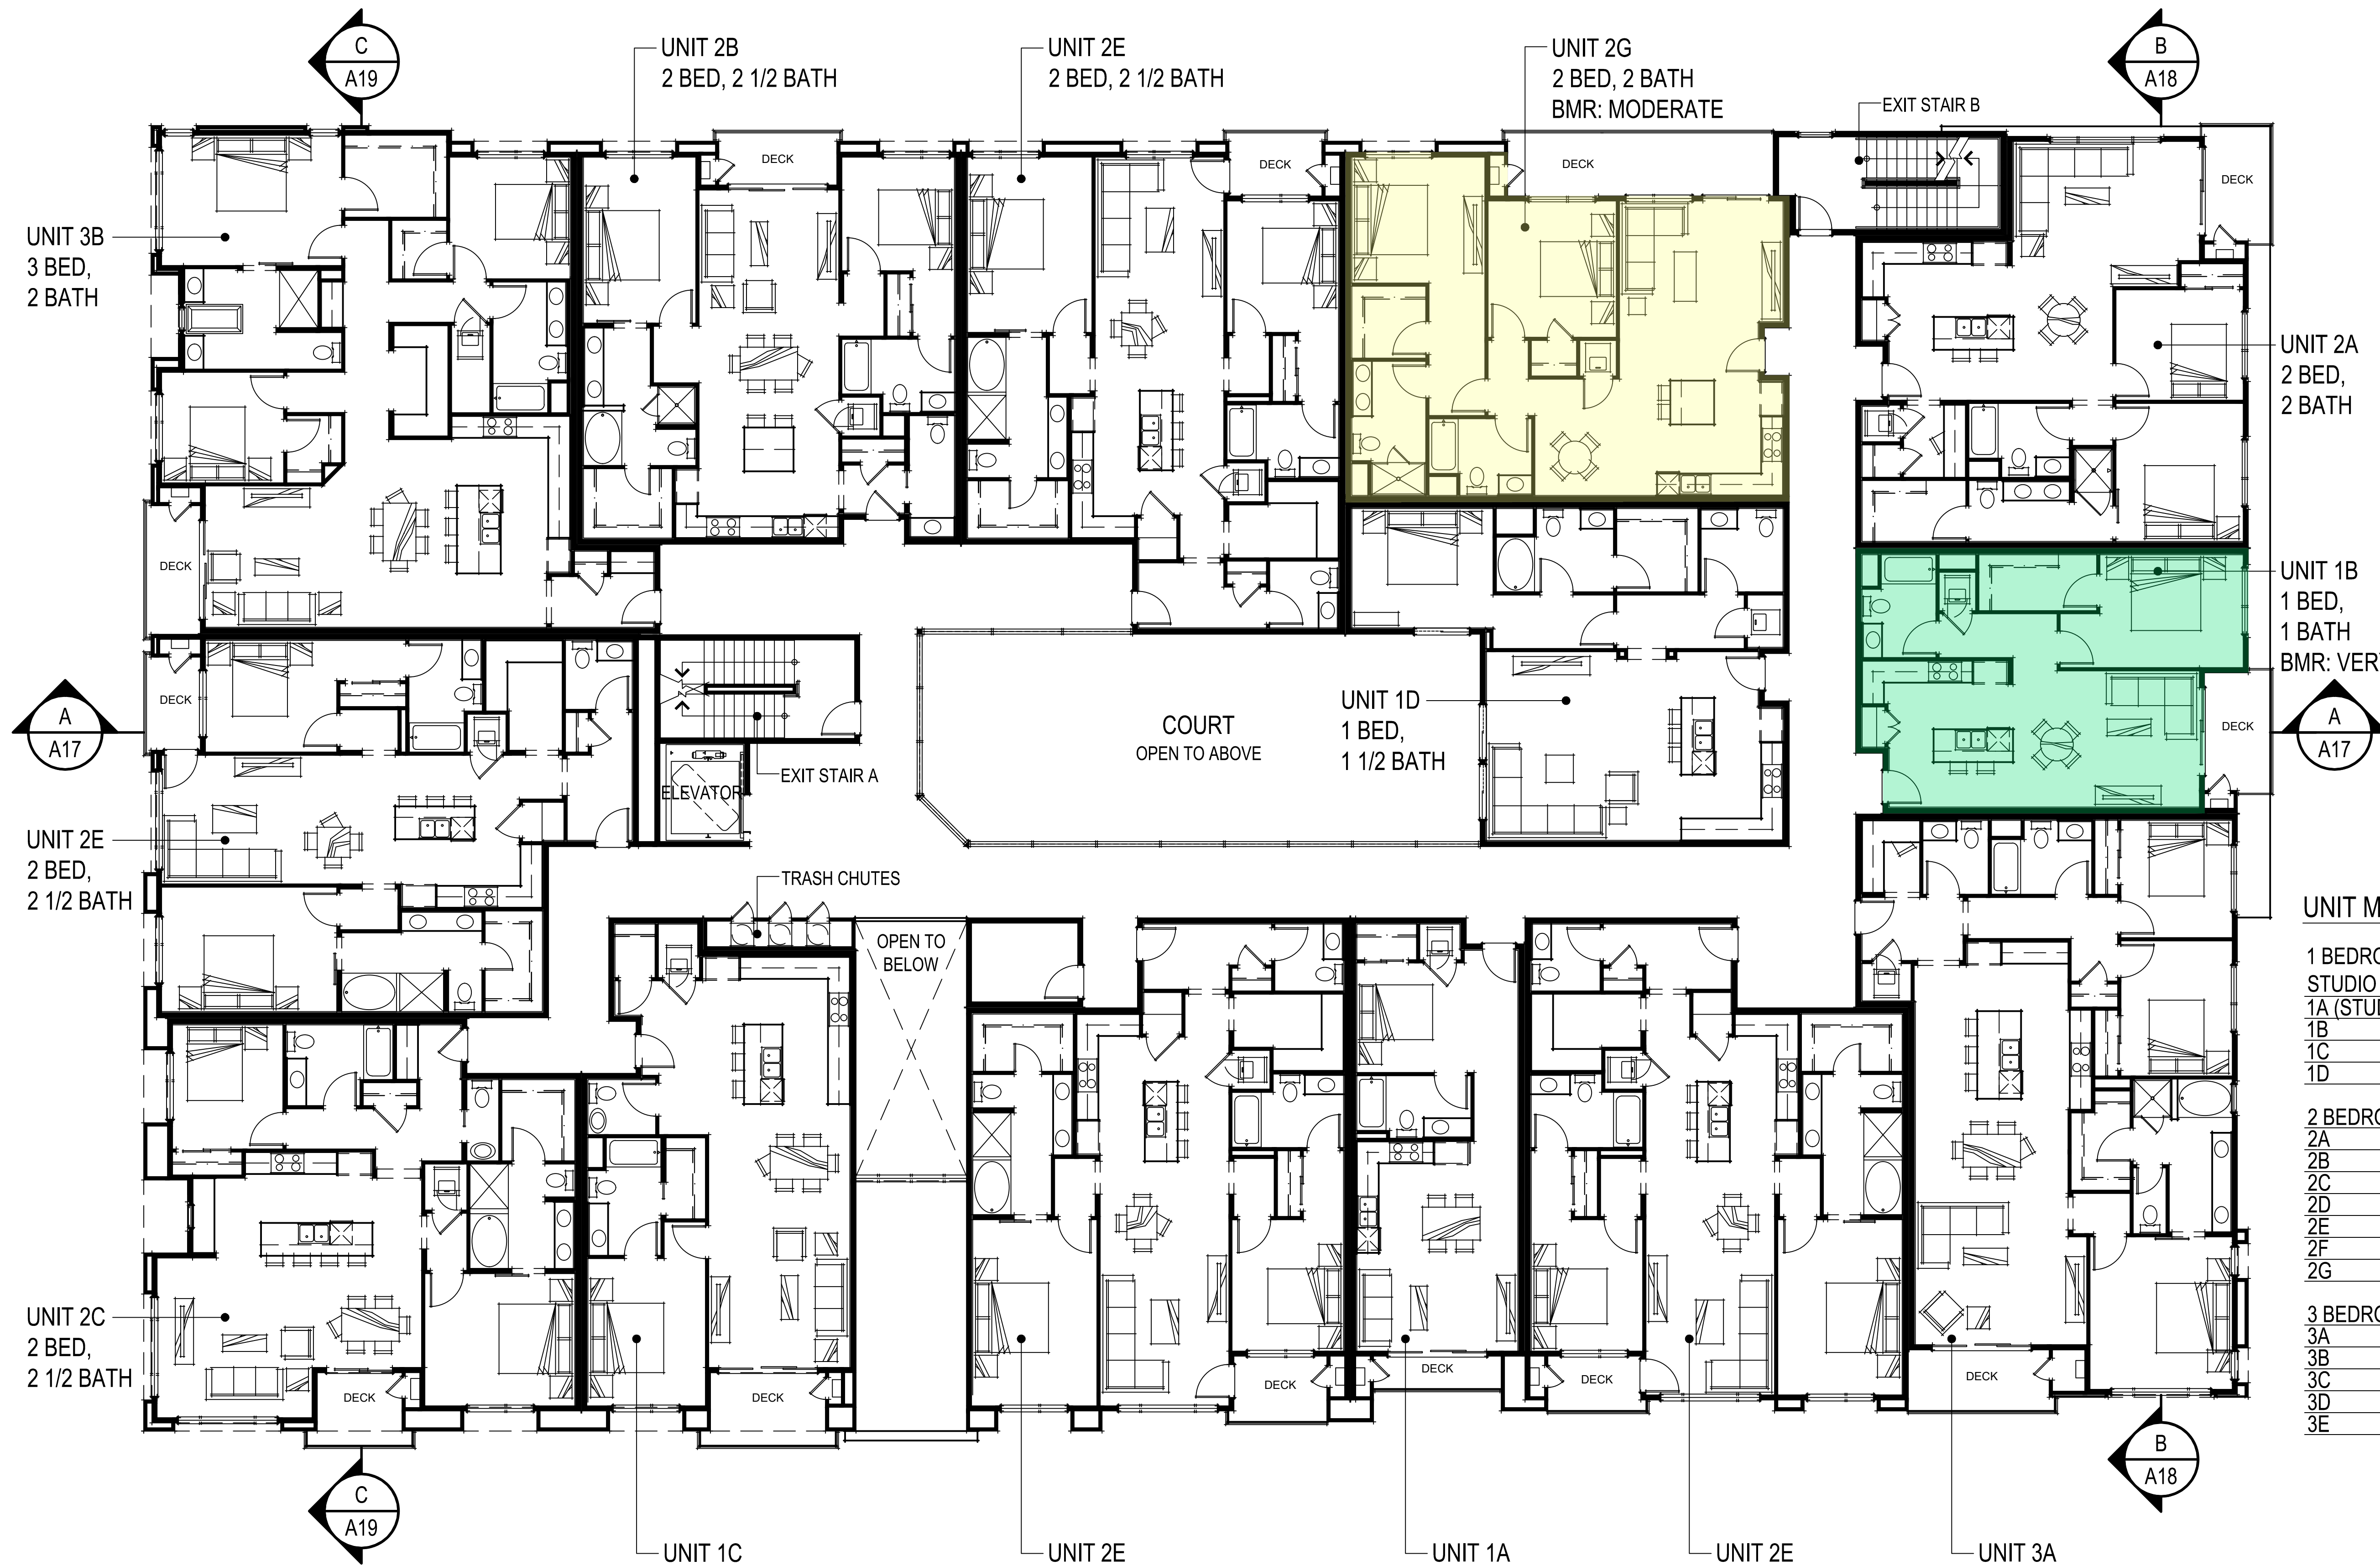 C
A19
UNIT 2B
2 BED, 2 1/2 BATH
UNIT 2E
2 BED, 2 1/2 BATH
UNIT 2G
2 BED, 2 BATH
BMR: MODERATE
B
A18
EXIT STAIR B
DECK
DECK
DECK
DECK
UNIT 3B
3 BED,
2 BATH
UNIT 2A
2 BED,
2 BATH
DECK
UNIT 1B
1 BED,
1 BATH
BMR: VER
DECK
A
A17
UNIT 1D
1 BED,
1 1/2 BATH
COURT
OPEN TO ABOVE
DECK
A
A17
EXIT STAIR A
ELEVATOR
UNIT 2E
2 BED,
2 1/2 BATH
TRASH CHUTES
OPEN TO
BELOW
UNIT M
1 BEDRO
STUDIO
1A (STU
1B
1C
1D
2 BEDRO
2A
2B
2C
2D
2E
2F
2G
3 BEDRO
3A
3B
3C
3D
3E
UNIT 2C
2 BED,
2 1/2 BATH
DECK
DECK
DECK
DECK
DECK
DECK
C
A19
B
A18
UNIT 1C
UNIT 2E
UNIT 1A
UNIT 2E
UNIT 3A